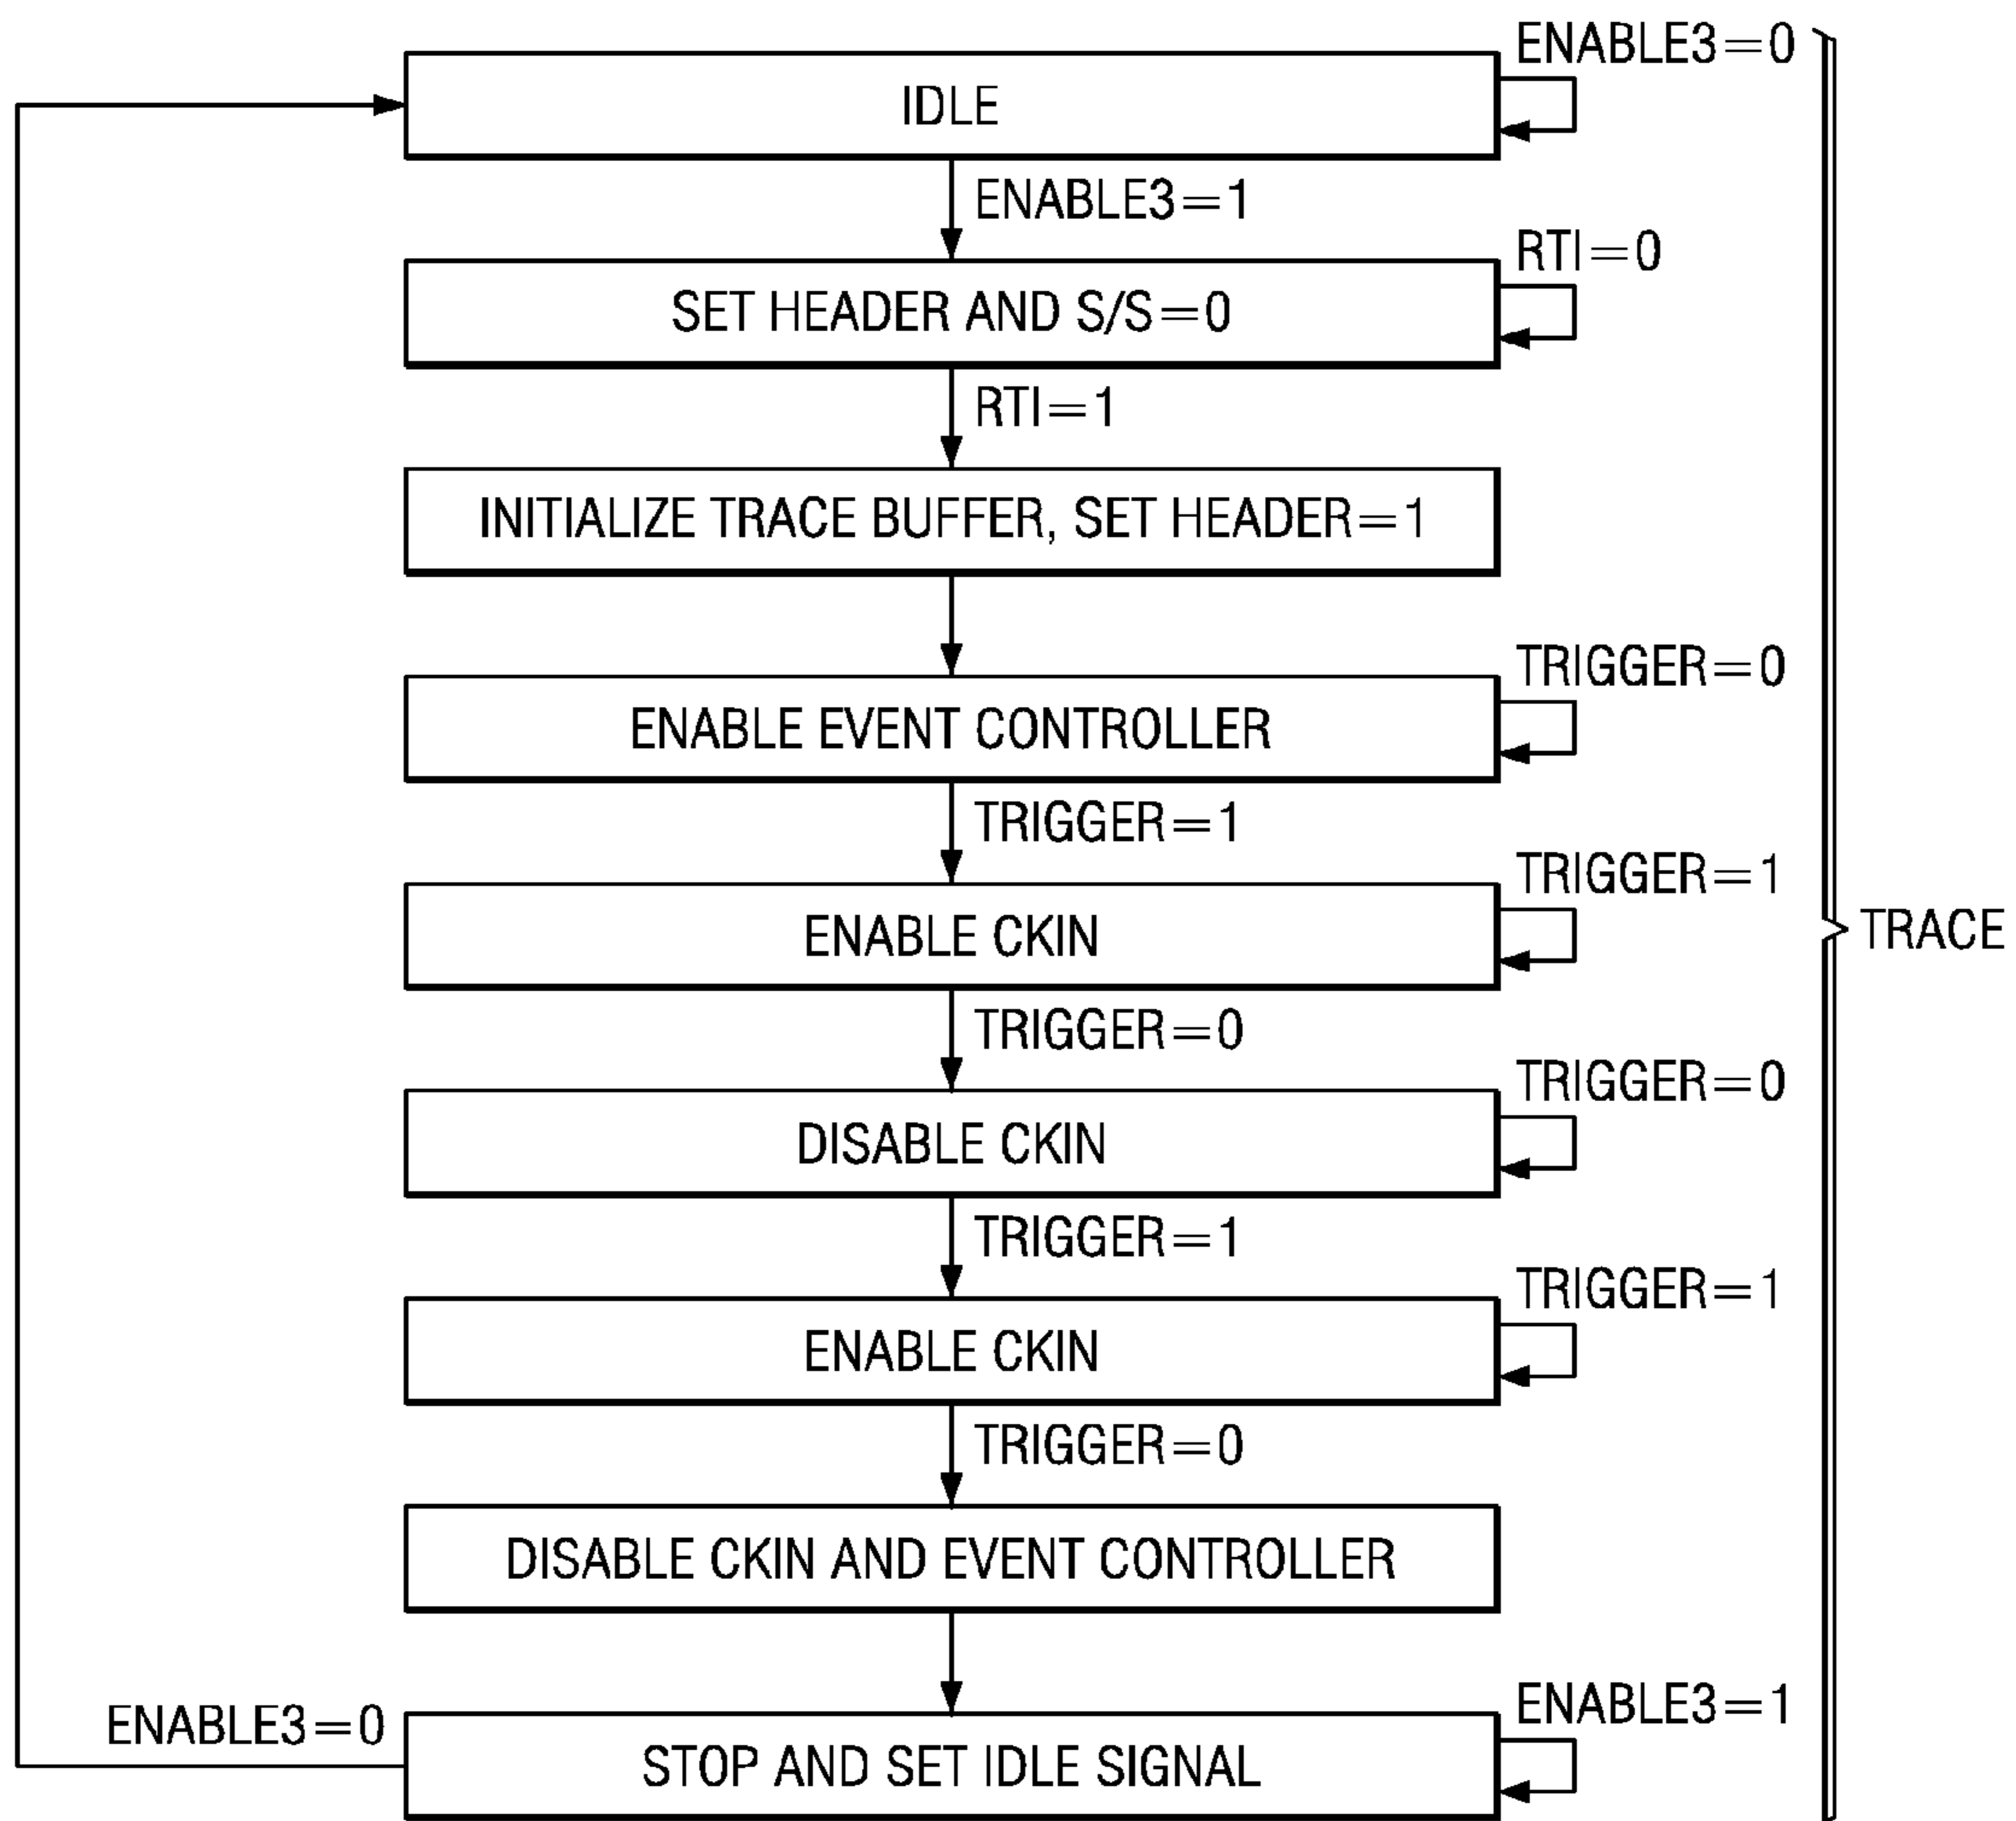 ENABLE3=0
IDLE
ENABLE3=1
RTI=0
SET HEADER AND S/S=0
RTI=1
INITIALIZE TRACE BUFFER, SET HEADER=1
TRIGGER=0
ENABLE EVENT CONTROLLER
TRIGGER=1
TRIGGER=1
ENABLE CKIN
TRACE
TRIGGER=0
TRIGGER=0
DISABLE CKIN
TRIGGER=1
TRIGGER=1
ENABLE CKIN
TRIGGER=0
DISABLE CKIN AND EVENT CONTROLLER
ENABLE3=1
ENABLE3=0
STOP AND SET IDLE SIGNAL